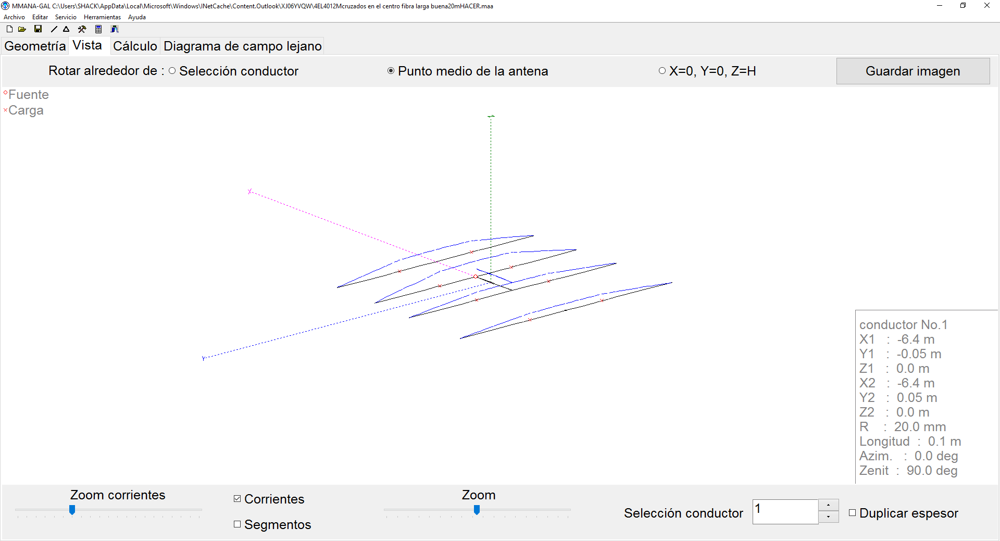 MMANA-GAL C:\Users\SHACK\AppData\Local\Microsoft\Windows\INetCache\Content.Outlook\XJ06YVQW\4EL4012Mcruzados en el centro fibra larga buena20mHACER.maa
Archivo Editar Servicio Herramientas Ayuda
Geometría Vista Cálculo Diagrama de campo lejano
Rotar alrededor de : Selección conductor Punto medio de la antena X=0, Y=0, Z=H Guardar imagen
Fuente
Carga
Z
X
Y
conductor No.1
X1 : -6.4 m
Y1 : -0.05 m
Z1 : 0.0 m
X2 : -6.4 m
Y2 : 0.05 m
Z2 : 0.0 m
R : 20.0 mm
Longitud : 0.1 m
Azim. : 0.0 deg
Zenit : 90.0 deg
Zoom corrientes
Corrientes
Segmentos
Zoom
Selección conductor 1 Duplicar espesor